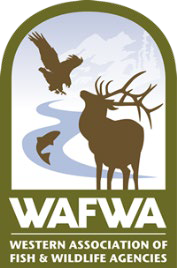 WAFWA
WESTERN ASSOCIATION OF
FISH & WILDLIFE AGENCIES